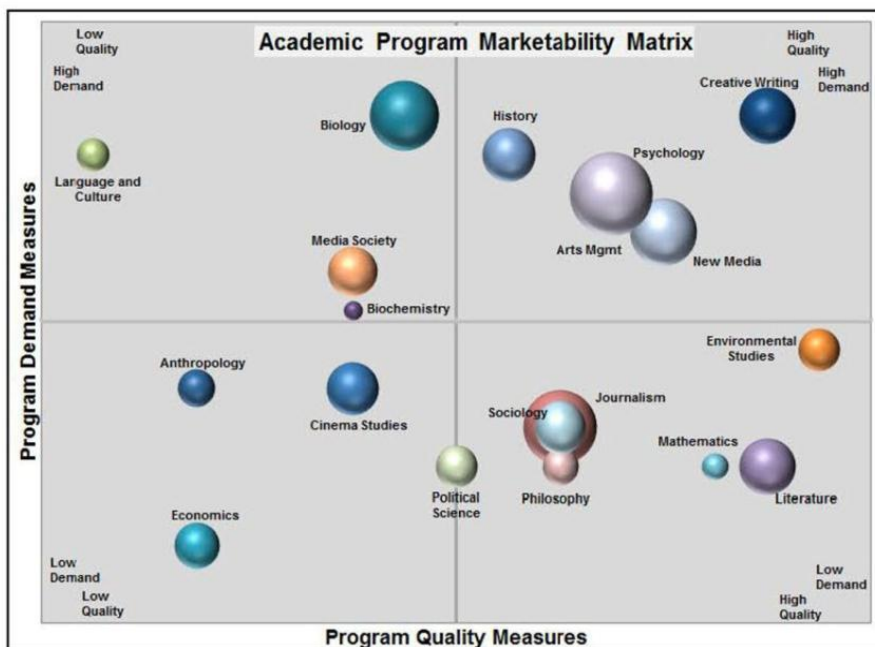 Academic Program Marketability Matrix
Low
Quality
High
Demand
High
Quality
High
Demand
Creative Writing
History
Biology
Psychology
Language and
Culture
Media Society
Arts Mgmt
New Media
Biochemistry
Environmental
Studies
Anthropology
Cinema Studies
Sociology
Journalism
Mathematics
Political
Science
Philosophy
Literature
Economics
Low
Demand
Low
Quality
Low
Demand
High
Quality
Program Demand Measures
Program Quality Measures